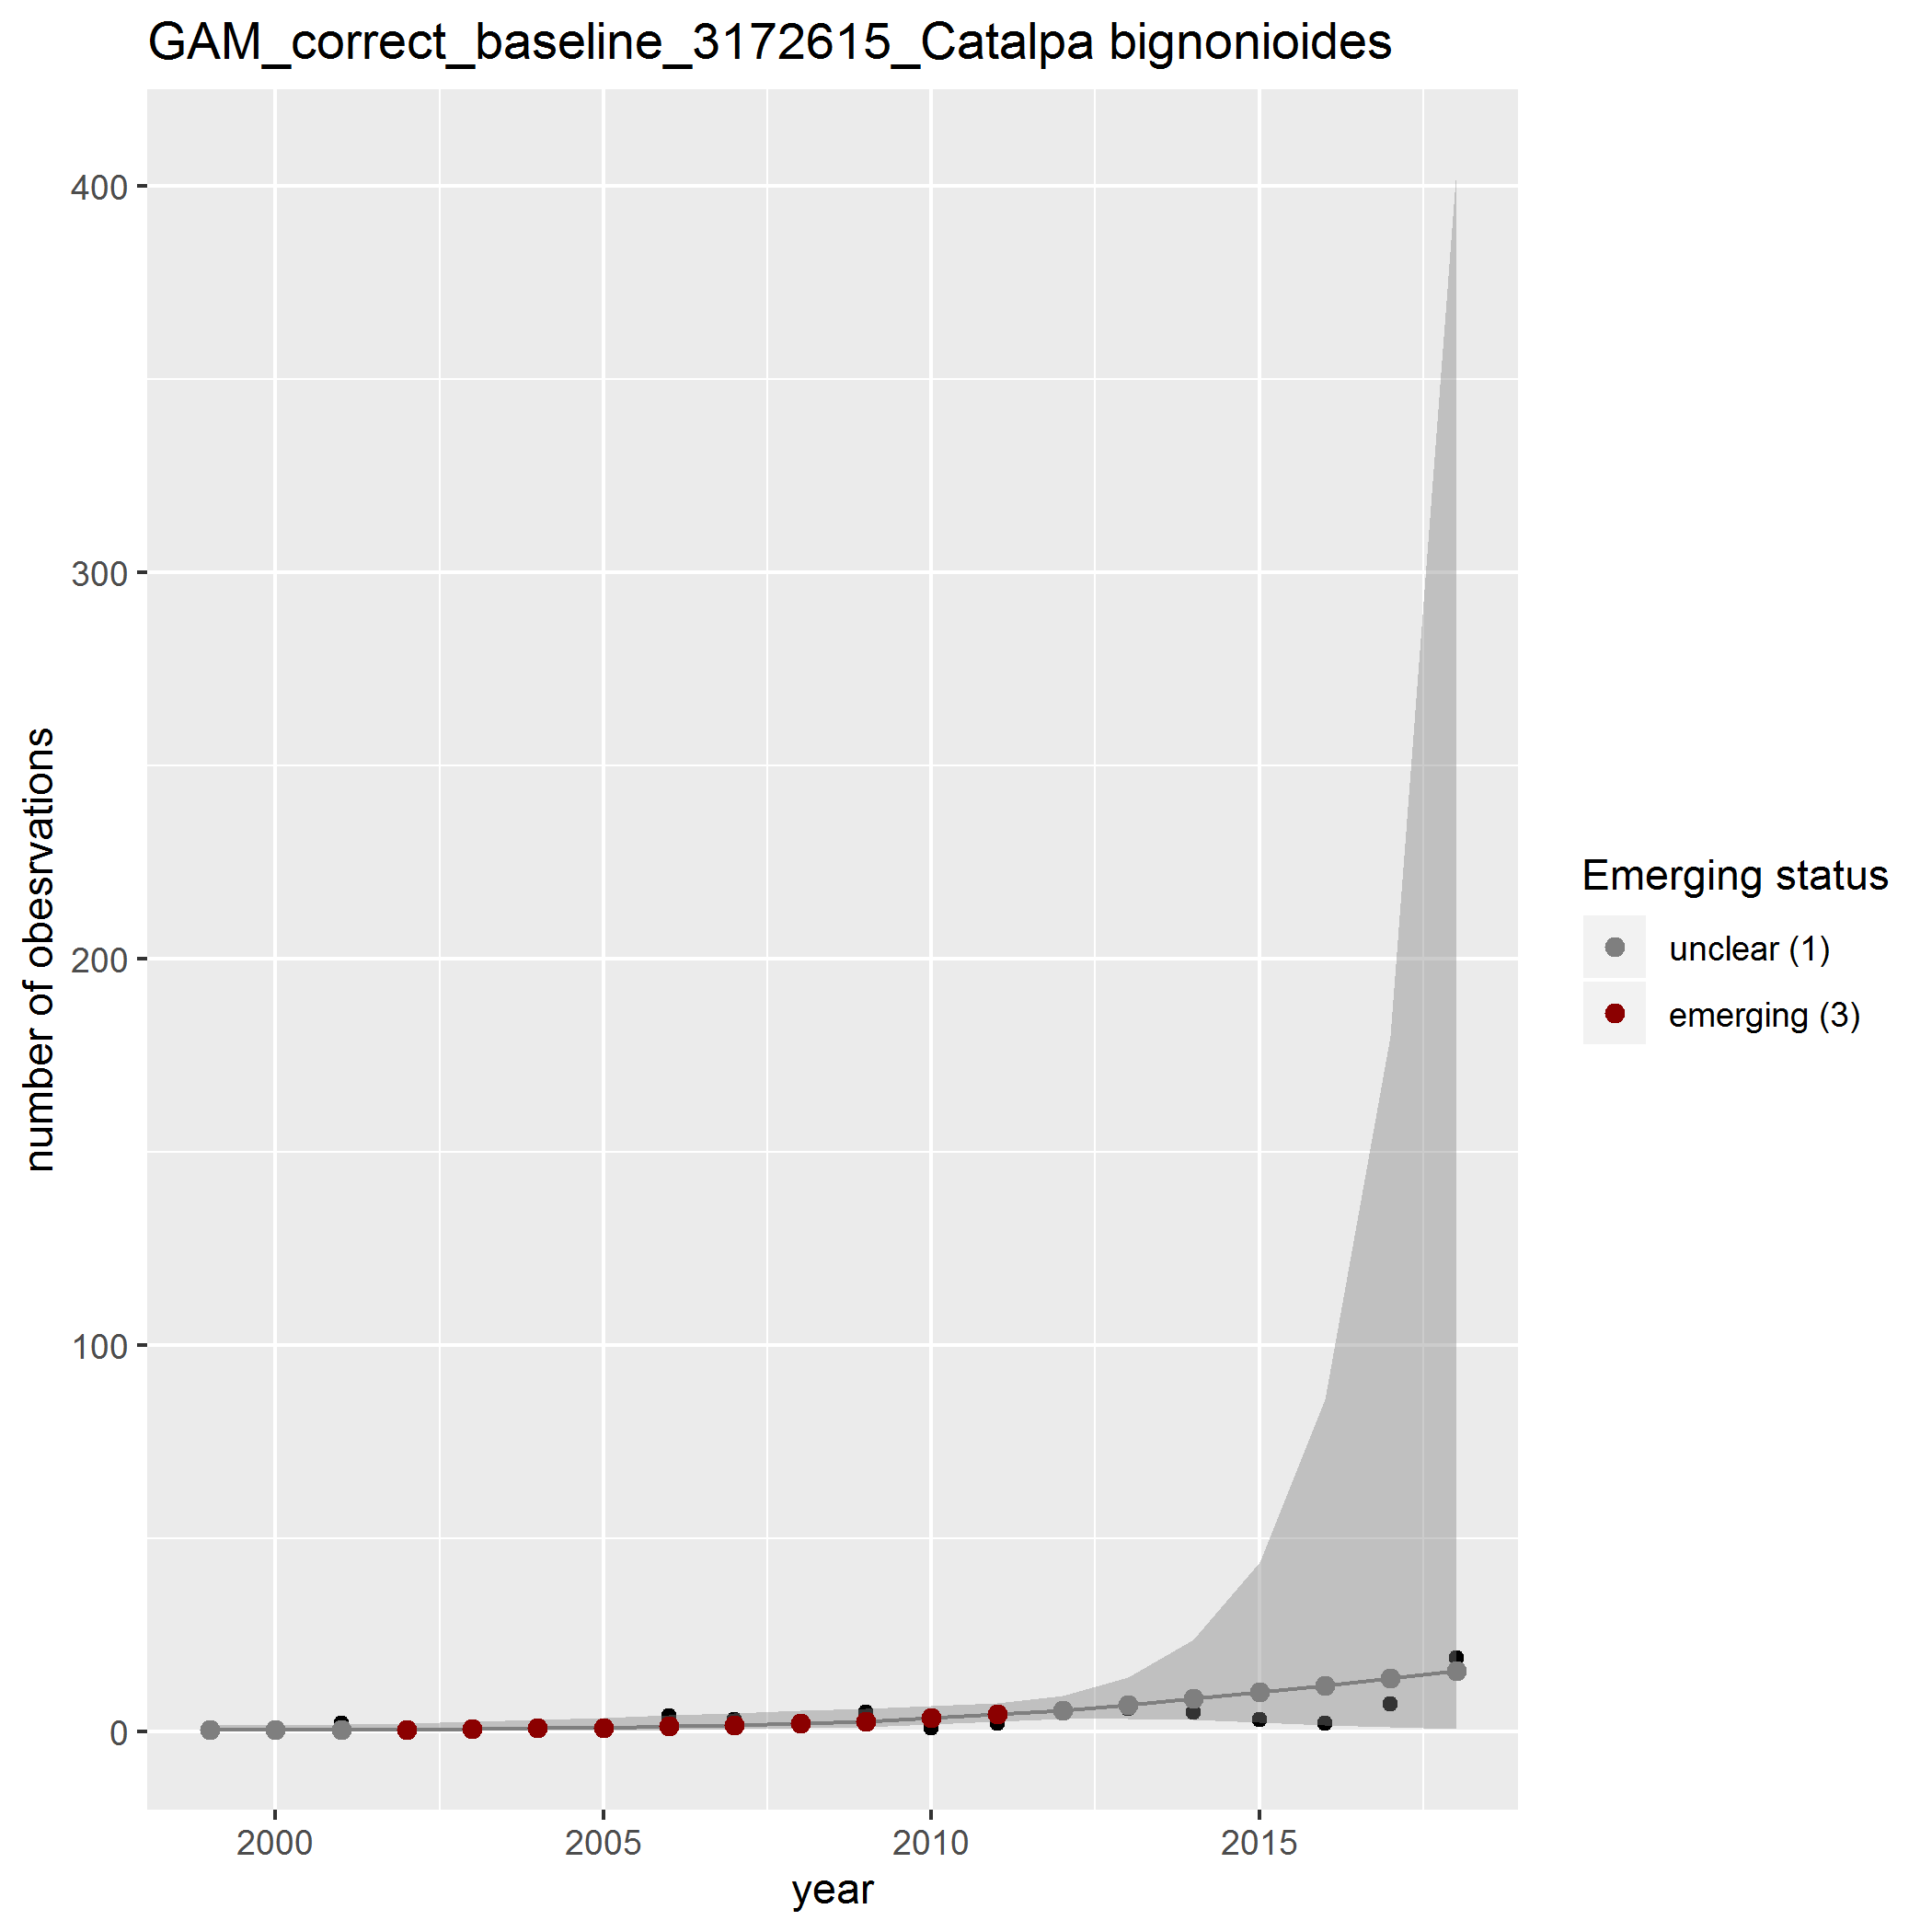 GAM_correct_baseline_3172615_Catalpa bignonioides
400
300
200
100
0
number of obesrvations
2000 2005 2010 2015
year
Emerging status
unclear (1)
emerging (3)